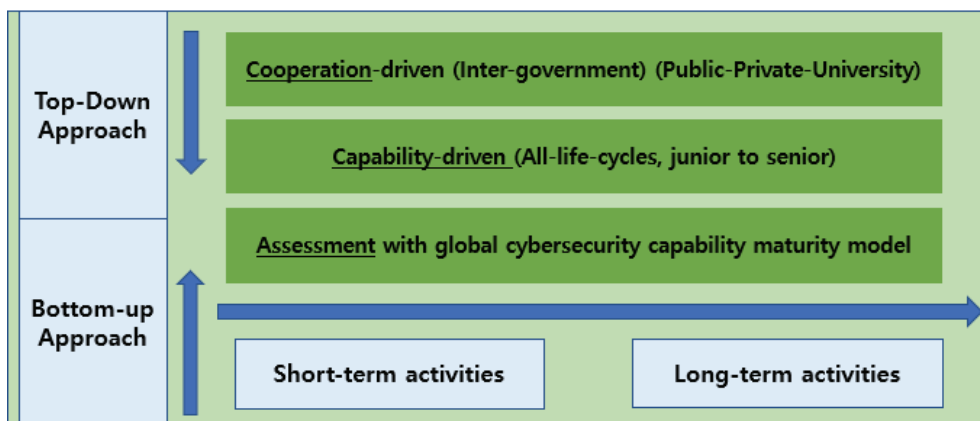 Top-Down
Approach
Cooperation-driven (Inter-government) (Public-Private-University)
Capability-driven (All-life-cycles, junior to senior)
Assessment with global cybersecurity capability maturity model
Bottom-up
Approach
Short-term activities
Long-term activities